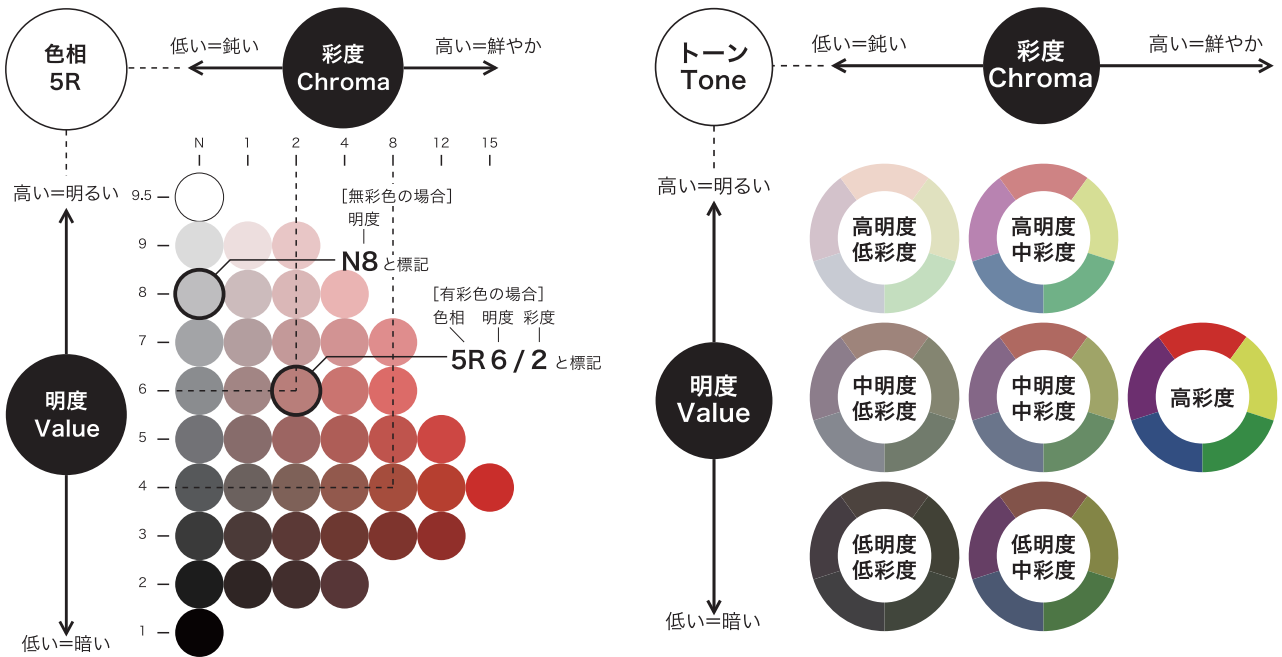 色相
5R
低い=鈍い
彩度
Chroma
高い=鮮やか
N 1 2 4 8 12 15
高い=明るい
9.5
9
8
7
6
5
4
3
2
1
[無彩色の場合]
明度
N8 と標記
[有彩色の場合]
色相 明度 彩度
5R 6 / 2 と標記
明度
Value
低い=暗い
トーン
Tone
低い=鈍い
彩度
Chroma
高い=鮮やか
高い=明るい
高明度
低彩度
高明度
中彩度
明度
Value
中明度
低彩度
中明度
中彩度
高彩度
低明度
低彩度
低明度
中彩度
低い=暗い